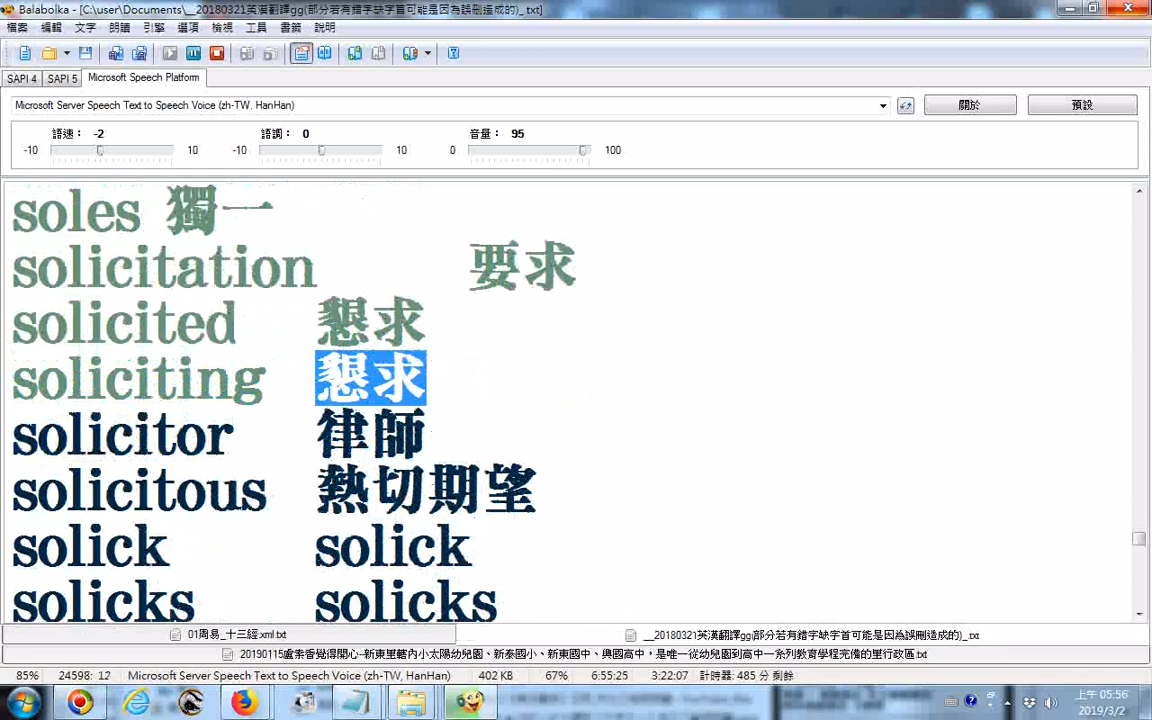 Balabolka - [C:\user\Documents\__20180321英漢翻譯gg(部分若有錯字缺字首可能是因為誤刪造成的)_.txt]
檔案 編輯 文字 朗讀 引擎 選項 檢視 工具 書籤 說明
SAPI 4 SAPI 5 Microsoft Speech Platform
Microsoft Server Speech Text to Speech Voice (zh-TW, HanHan) 關於 預設
語速： -2 語調： 0 音量： 95
-10 10 -10 10 0 100
soles 獨一
solicitation 要求
solicited 懇求
soliciting 懇求
solicitor 律師
solicitous 熱切期望
solick solick
solicks solicks
01周易_十三經.xml.txt __20180321英漢翻譯gg(部分若有錯字缺字首可能是因為誤刪造成的)_.txt
20190115盧素香覺得開心-新東里轄內小太陽幼兒園、新泰國小、新東國中、興國高中，是唯一從幼兒園到高中一系列教育學程完備的里行政區.txt
85% 24598: 12 Microsoft Server Speech Text to Speech Voice (zh-TW, HanHan) 402 KB 67% 6:55:25 3:22:07 計時器: 485 分 剩餘
上午 05:56
2019/3/2